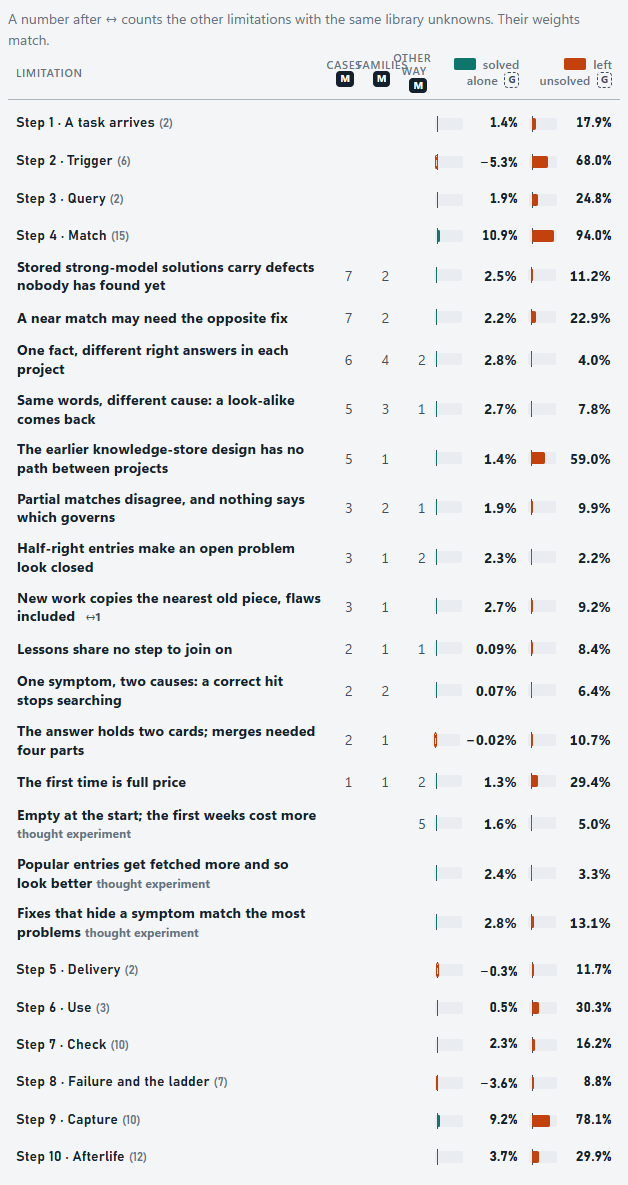 A number after ↔ counts the other limitations with the same library unknowns. Their weights
match.
LIMITATION CASES M FAMILIES M OTHER WAY M solved alone G left unsolved G
Step 1 · A task arrives (2) 1.4% 17.9%
Step 2 · Trigger (6) −5.3% 68.0%
Step 3 · Query (2) 1.9% 24.8%
Step 4 · Match (15) 10.9% 94.0%
Stored strong-model solutions carry defects
nobody has found yet 7 2 2.5% 11.2%
A near match may need the opposite fix 7 2 2.2% 22.9%
One fact, different right answers in each
project 6 4 2 2.8% 4.0%
Same words, different cause: a look-alike
comes back 5 3 1 2.7% 7.8%
The earlier knowledge-store design has no
path between projects 5 1 1.4% 59.0%
Partial matches disagree, and nothing says
which governs 3 2 1 1.9% 9.9%
Half-right entries make an open problem
look closed 3 1 2 2.3% 2.2%
New work copies the nearest old piece, flaws
included ↔1 3 1 2.7% 9.2%
Lessons share no step to join on 2 1 1 0.09% 8.4%
One symptom, two causes: a correct hit
stops searching 2 2 0.07% 6.4%
The answer holds two cards; merges needed
four parts 2 1 −0.02% 10.7%
The first time is full price 1 1 2 1.3% 29.4%
Empty at the start; the first weeks cost more
thought experiment 5 1.6% 5.0%
Popular entries get fetched more and so
look better thought experiment 2.4% 3.3%
Fixes that hide a symptom match the most
problems thought experiment 2.8% 13.1%
Step 5 · Delivery (2) −0.3% 11.7%
Step 6 · Use (3) 0.5% 30.3%
Step 7 · Check (10) 2.3% 16.2%
Step 8 · Failure and the ladder (7) −3.6% 8.8%
Step 9 · Capture (10) 9.2% 78.1%
Step 10 · Afterlife (12) 3.7% 29.9%